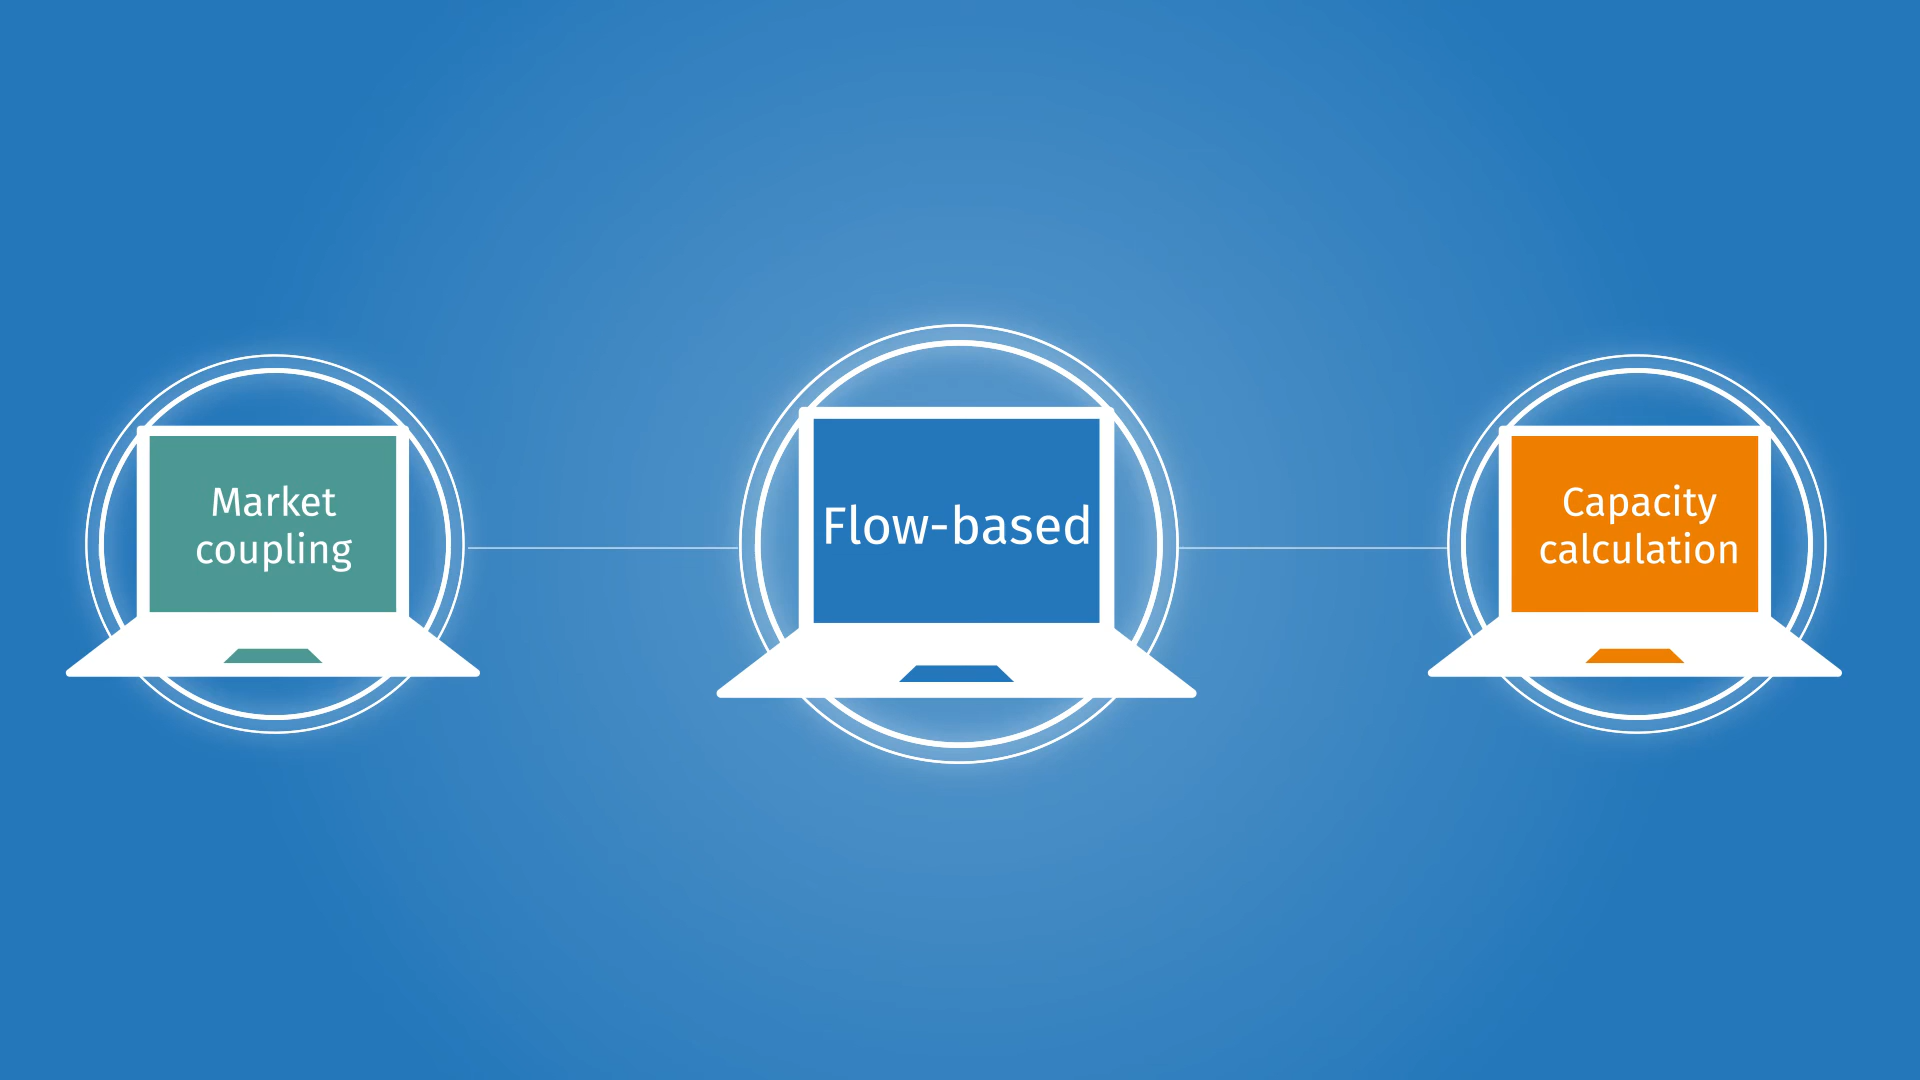 Market
coupling
Flow-based
Capacity
calculation